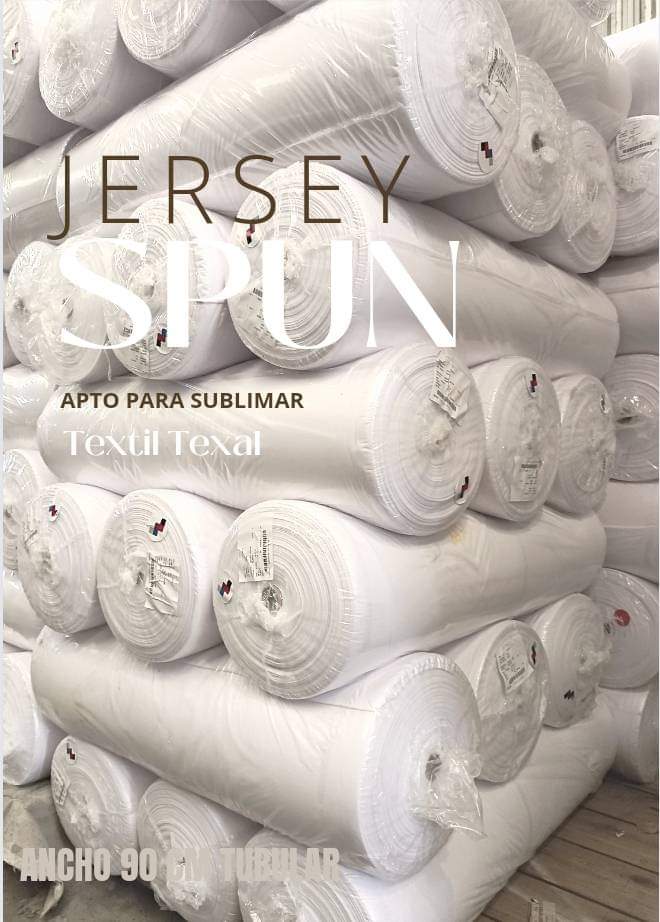 JERSEY
SPUN
APTO PARA SUBLIMAR
Textil Texal
ANCHO 90 CM TUBULAR